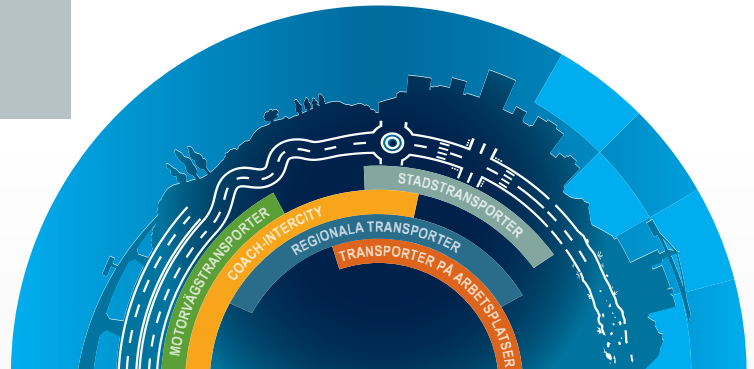 STADSTRANSPORTER
MOTORVÄGSTRANSPORTER
COACH-INTERCITY
REGIONALA TRANSPORTER
TRANSPORTER PÅ ARBETSPLATSER